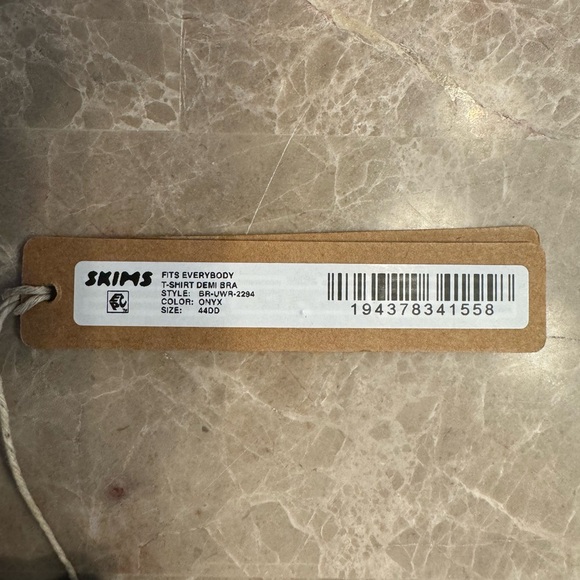 SKIMS
FITS EVERYBODY
T-SHIRT DEMI BRA
STYLE: BR-UWR-2294
COLOR: ONYX
SIZE: 44DD
194378341558